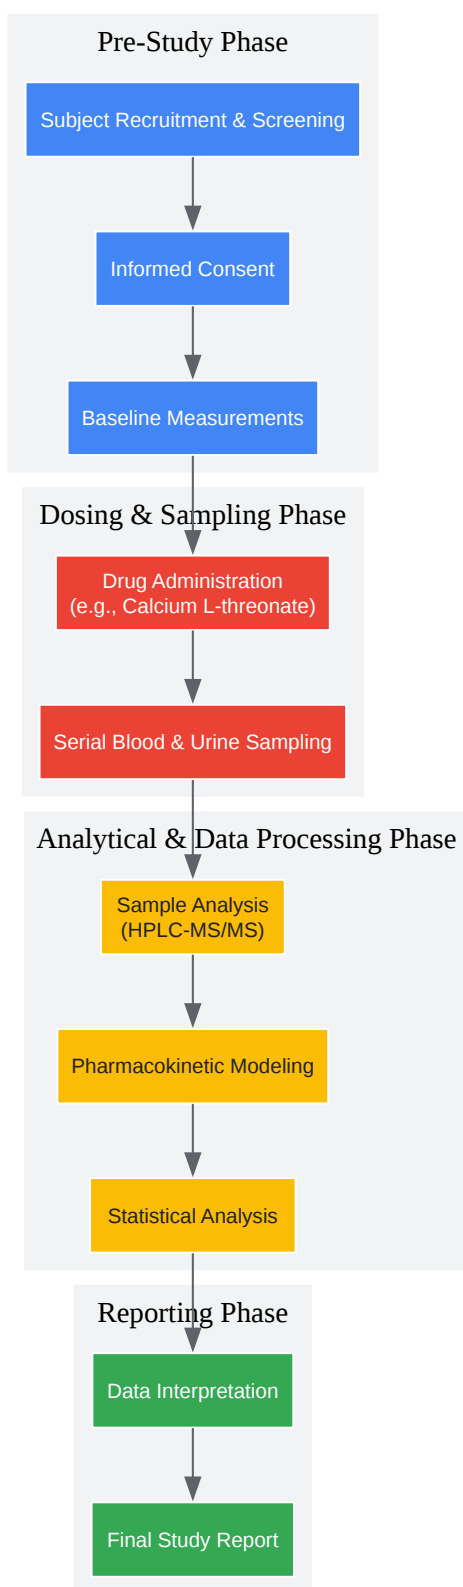 Pre-Study Phase
Subject Recruitment & Screening
Informed Consent
Baseline Measurements
Dosing & Sampling Phase
Drug Administration
(e.g., Calcium L-threonate)
Serial Blood & Urine Sampling
Analytical & Data Processing Phase
Sample Analysis
(HPLC-MS/MS)
Pharmacokinetic Modeling
Statistical Analysis
Reporting Phase
Data Interpretation
Final Study Report